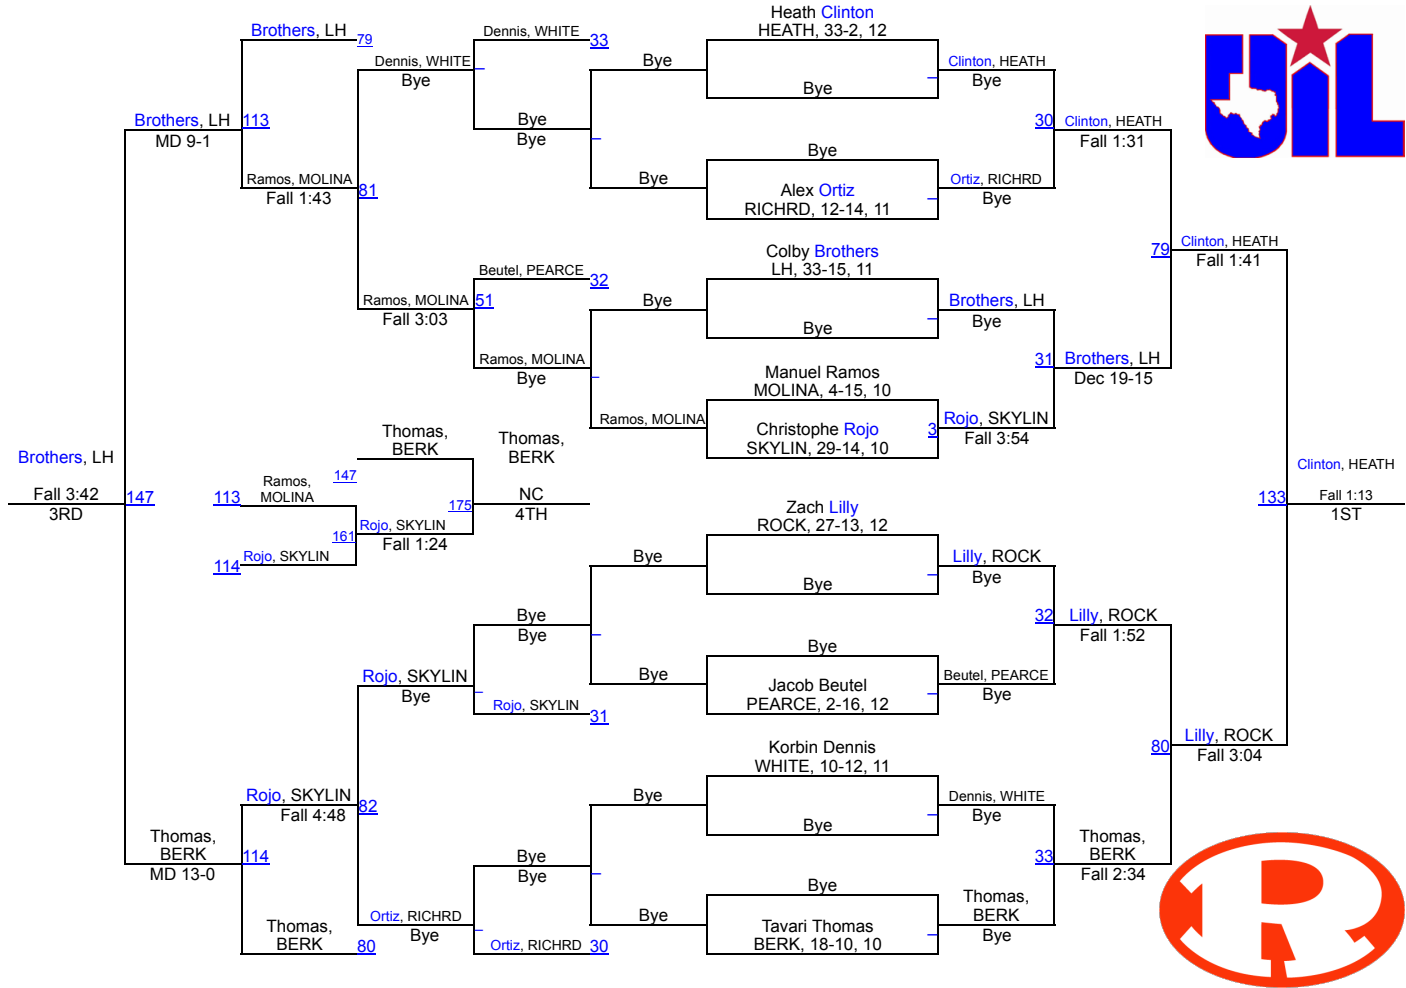 Heath Clinton
HEATH, 33-2, 12
Bye
Bye
Alex Ortiz
RICHRD, 12-14, 11
Colby Brothers
LH, 33-15, 11
Bye
Manuel Ramos
MOLINA, 4-15, 10
Christophe Rojo
SKYLIN, 29-14, 10
3
Zach Lilly
ROCK, 27-13, 12
Bye
Bye
Jacob Beutel
PEARCE, 2-16, 12
Korbin Dennis
WHITE, 10-12, 11
Bye
Bye
Tavari Thomas
BERK, 18-10, 10
Clinton, HEATH
Bye
30
Ortiz, RICHRD
Bye
Brothers, LH
Bye
31
Rojo, SKYLIN
Fall 3:54
Lilly, ROCK
Bye
32
Beutel, PEARCE
Bye
Dennis, WHITE
Bye
33
Thomas,
BERK
Bye
Clinton, HEATH
Fall 1:31
79
Brothers, LH
Dec 19-15
Lilly, ROCK
Fall 1:52
80
Thomas,
BERK
Fall 2:34
Clinton, HEATH
Fall 1:41
133
Lilly, ROCK
Fall 3:04
Clinton, HEATH
Fall 1:13
1ST
Bye
Bye
Bye
Ramos, MOLINA
Bye
Bye
Bye
Bye
Dennis, WHITE
33
Bye
Bye
Beutel, PEARCE
32
51
Ramos, MOLINA
Bye
Bye
Bye
Rojo, SKYLIN
31
Bye
Bye
Ortiz, RICHRD
30
Dennis, WHITE
Bye
81
Ramos, MOLINA
Fall 3:03
Rojo, SKYLIN
Bye
82
Ortiz, RICHRD
Bye
Brothers, LH
79
113
Ramos, MOLINA
Fall 1:43
Rojo, SKYLIN
Fall 4:48
114
Thomas,
BERK
80
Brothers, LH
MD 9-1
147
Thomas,
BERK
MD 13-0
Brothers, LH
Fall 3:42
3RD
113
Ramos,
MOLINA
161
114
Rojo, SKYLIN
147
Thomas,
BERK
175
Rojo, SKYLIN
Fall 1:24
Thomas,
BERK
NC
4TH
UIL
R